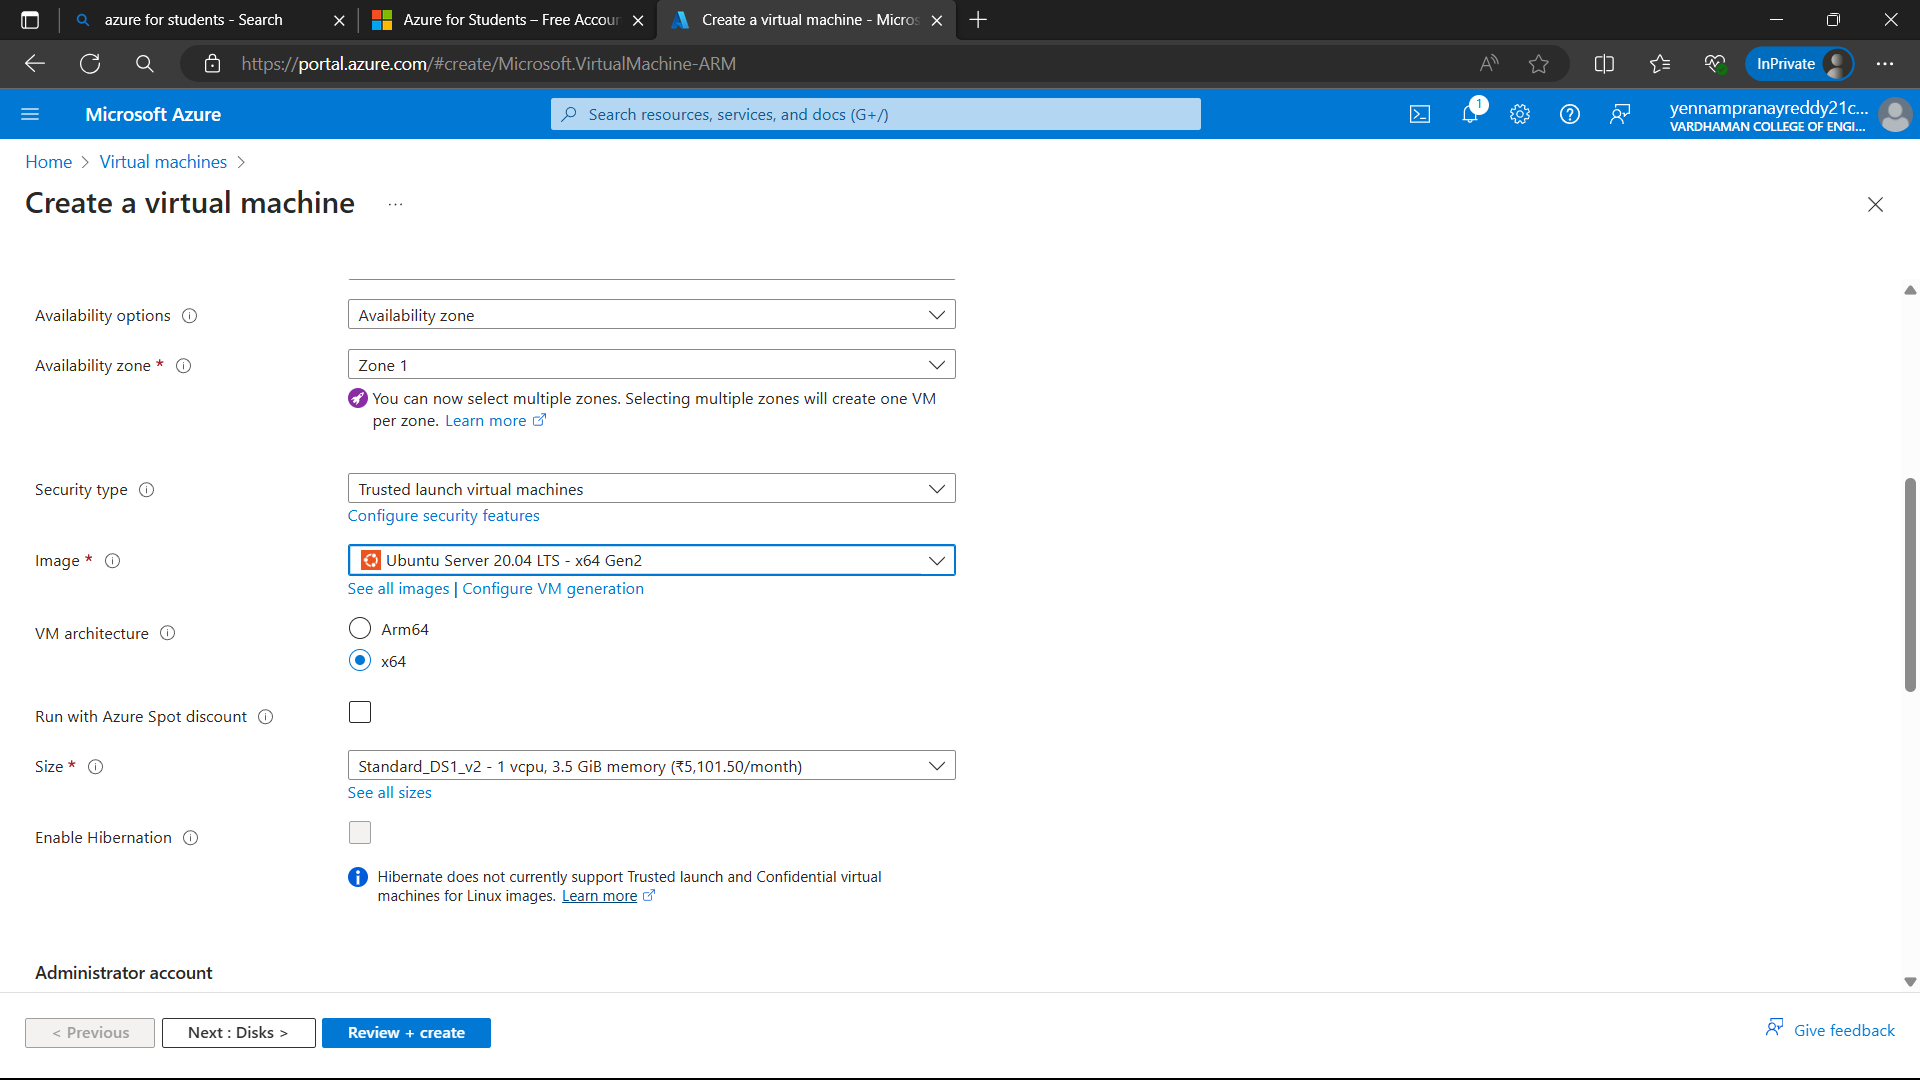 azure for students - Search
Azure for Students – Free Accour
Create a virtual machine - Micros
https://portal.azure.com/#create/Microsoft.VirtualMachine-ARM
InPrivate
Microsoft Azure
Search resources, services, and docs (G+/)
1
yennampranayreddy21c...
VARDHAMAN COLLEGE OF ENGI...
Home > Virtual machines >
Create a virtual machine ...
Availability options
Availability zone
Availability zone *
Zone 1
You can now select multiple zones. Selecting multiple zones will create one VM
per zone. Learn more
Security type
Trusted launch virtual machines
Configure security features
Image *
Ubuntu Server 20.04 LTS - x64 Gen2
See all images | Configure VM generation
VM architecture
Arm64
x64
Run with Azure Spot discount
Size *
Standard_DS1_v2 - 1 vcpu, 3.5 GiB memory (₹5,101.50/month)
See all sizes
Enable Hibernation
Hibernate does not currently support Trusted launch and Confidential virtual
machines for Linux images. Learn more
Administrator account
< Previous
Next : Disks >
Review + create
Give feedback